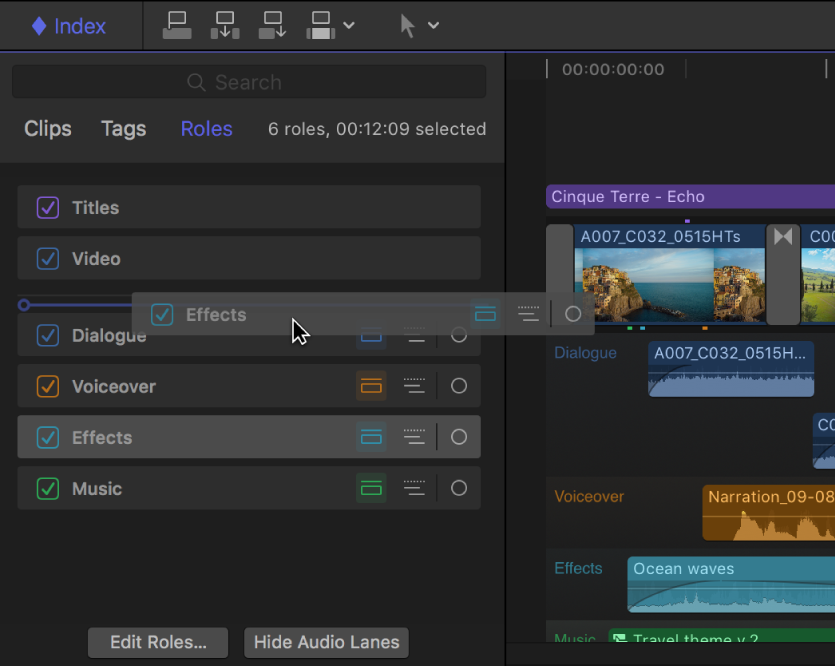 Index
Search
Clips Tags Roles 6 roles, 00:12:09 selected
Titles
Video
Effects
Dialogue
Voiceover
Effects
Music
Edit Roles...
Hide Audio Lanes
00:00:00:00
Cinque Terre - Echo
A007_C032_0515HTs
C00
Dialogue
A007_C032_0515H...
C0
Voiceover
Narration_09-08
Effects
Ocean waves
Music
Travel theme v.2